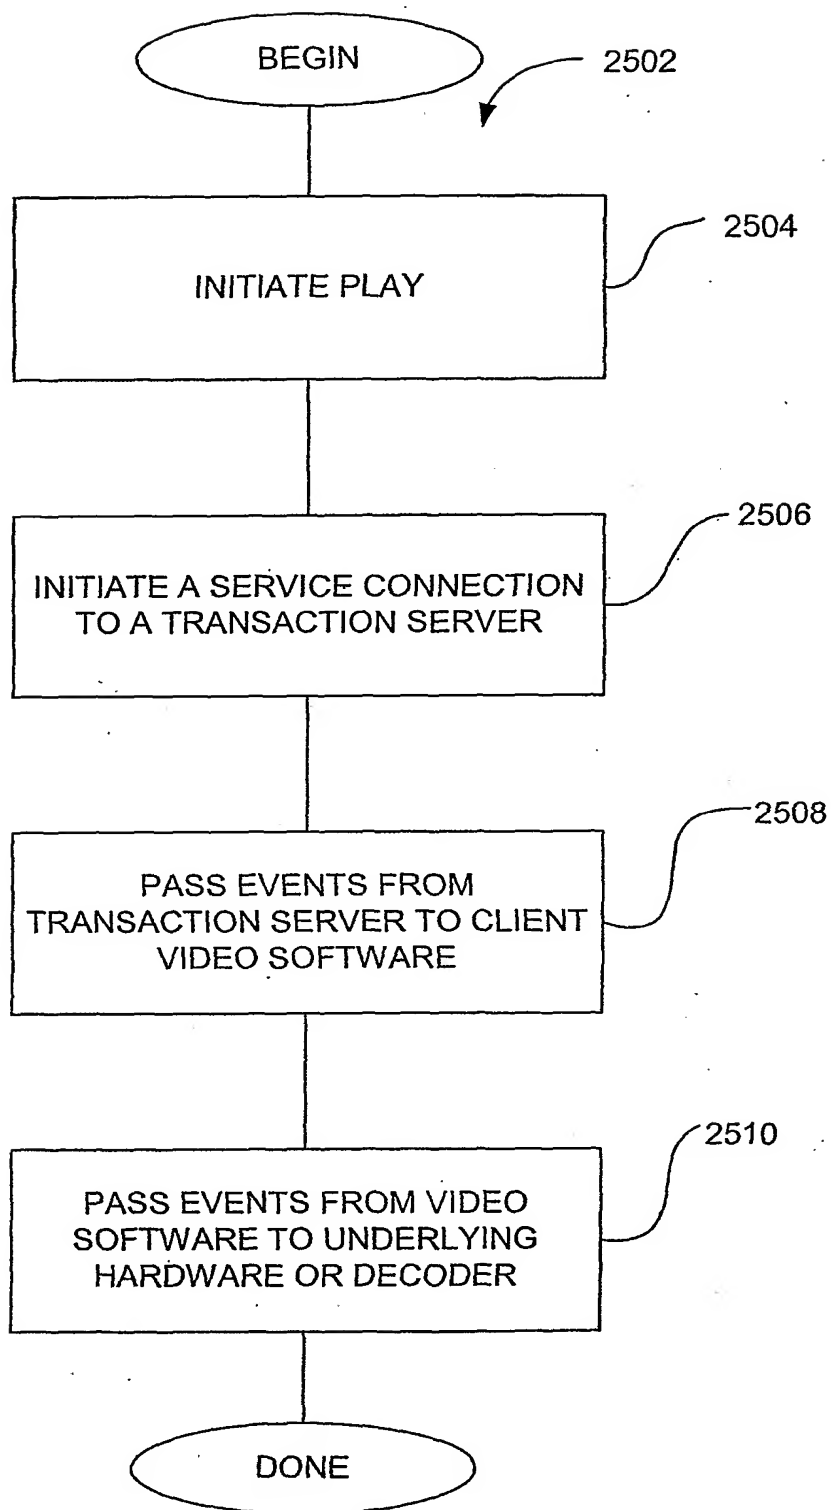 BEGIN
2502
2504
INITIATE PLAY
2506
INITIATE A SERVICE CONNECTION
TO A TRANSACTION SERVER
2508
PASS EVENTS FROM
TRANSACTION SERVER TO CLIENT
VIDEO SOFTWARE
2510
PASS EVENTS FROM VIDEO
SOFTWARE TO UNDERLYING
HARDWARE OR DECODER
DONE